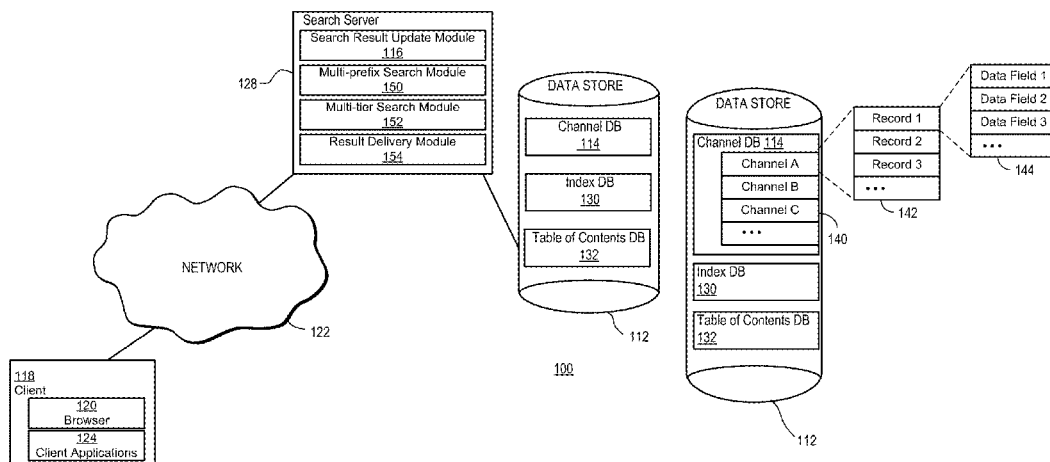 Search Server
Search Result Update Module
116
Multi-prefix Search Module
150
Multi-tier Search Module
152
Result Delivery Module
154
128
NETWORK
122
118
Client
120
Browser
124
Client Applications
DATA STORE
Channel DB
114
Index DB
130
Table of Contents DB
132
112
100
DATA STORE
Channel DB 114
Channel A
Channel B
Channel C
• • •
140
Index DB
130
Table of Contents DB
132
112
Record 1
Record 2
Record 3
• • •
142
Data Field 1
Data Field 2
Data Field 3
• • •
144